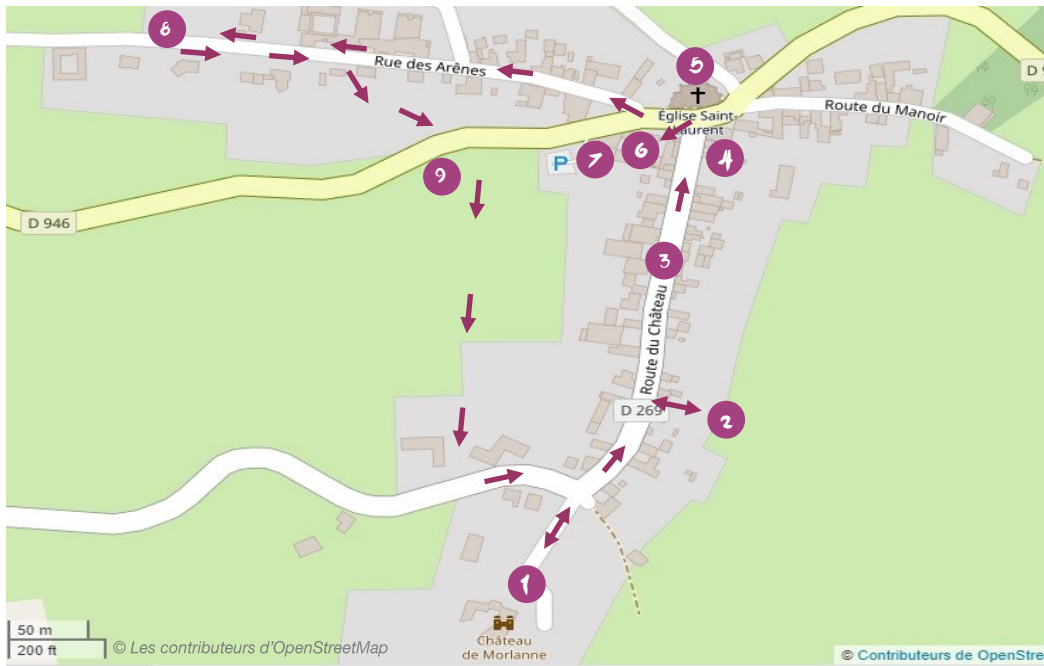 8
Rue des Arênes
5
Église Saint-
Laurent
Route du Manoir
D 9
P
7
6
4
9
D 946
3
Route du Château
D 269
2
1
Château
de Morlanne
50 m
200 ft
© Les contributeurs d'OpenStreetMap
© Contributeurs de OpenStre